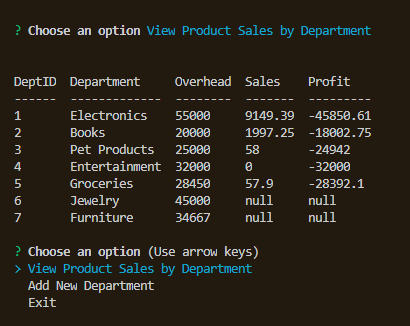 ? Choose an option View Product Sales by Department
DeptID  Department     Overhead  Sales    Profit
------  -------------  --------  -------  ---------
1       Electronics    55000     9149.39  -45850.61
2       Books          20000     1997.25  -18002.75
3       Pet Products   25000     58       -24942
4       Entertainment  32000     0        -32000
5       Groceries      28450     57.9     -28392.1
6       Jewelry        45000     null     null
7       Furniture      34667     null     null
? Choose an option (Use arrow keys)
> View Product Sales by Department
  Add New Department
  Exit